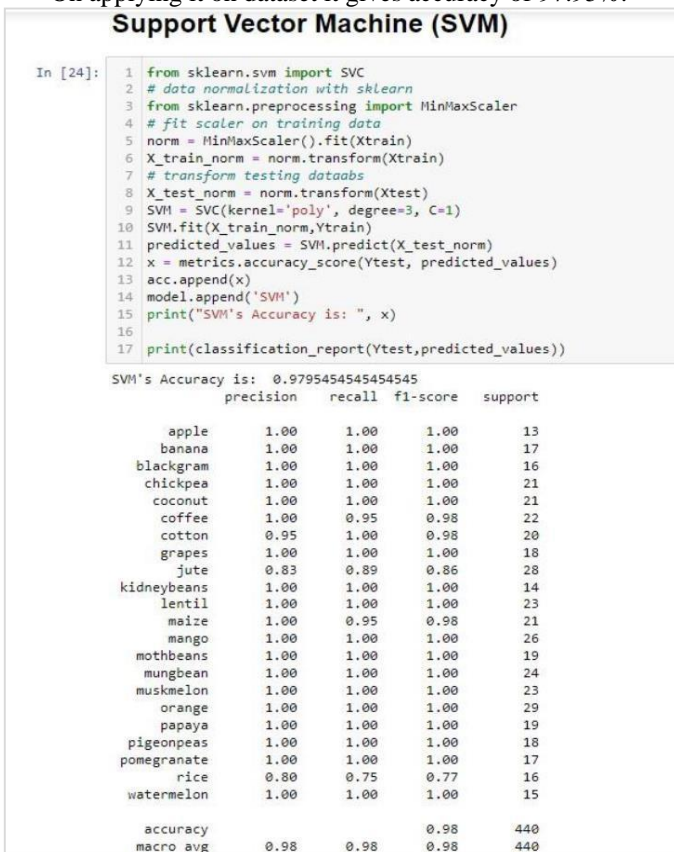 On applying it on dataset it gives accuracy of 97.95%.
Support Vector Machine (SVM)
In [24]:
1 from sklearn.svm import SVC
2 # data normalization with sklearn
3 from sklearn.preprocessing import MinMaxScaler
4 # fit scaler on training data
5 norm = MinMaxScaler().fit(Xtrain)
6 X_train_norm = norm.transform(Xtrain)
7 # transform testing dataabs
8 X_test_norm = norm.transform(Xtest)
9 SVM = SVC(kernel='poly', degree=3, C=1)
10 SVM.fit(X_train_norm,Ytrain)
11 predicted_values = SVM.predict(X_test_norm)
12 x = metrics.accuracy_score(Ytest, predicted_values)
13 acc.append(x)
14 model.append('SVM')
15 print("SVM's Accuracy is: ", x)
16
17 print(classification_report(Ytest,predicted_values))
SVM's Accuracy is:  0.9795454545454545
precision recall f1-score support
apple 1.00 1.00 1.00 13
banana 1.00 1.00 1.00 17
blackgram 1.00 1.00 1.00 16
chickpea 1.00 1.00 1.00 21
coconut 1.00 1.00 1.00 21
coffee 1.00 0.95 0.98 22
cotton 0.95 1.00 0.98 20
grapes 1.00 1.00 1.00 18
jute 0.83 0.89 0.86 28
kidneybeans 1.00 1.00 1.00 14
lentil 1.00 1.00 1.00 23
maize 1.00 0.95 0.98 21
mango 1.00 1.00 1.00 26
mothbeans 1.00 1.00 1.00 19
mungbean 1.00 1.00 1.00 24
muskmelon 1.00 1.00 1.00 23
orange 1.00 1.00 1.00 29
papaya 1.00 1.00 1.00 19
pigeonpeas 1.00 1.00 1.00 18
pomegranate 1.00 1.00 1.00 17
rice 0.80 0.75 0.77 16
watermelon 1.00 1.00 1.00 15
accuracy 0.98 440
macro avg 0.98 0.98 0.98 440